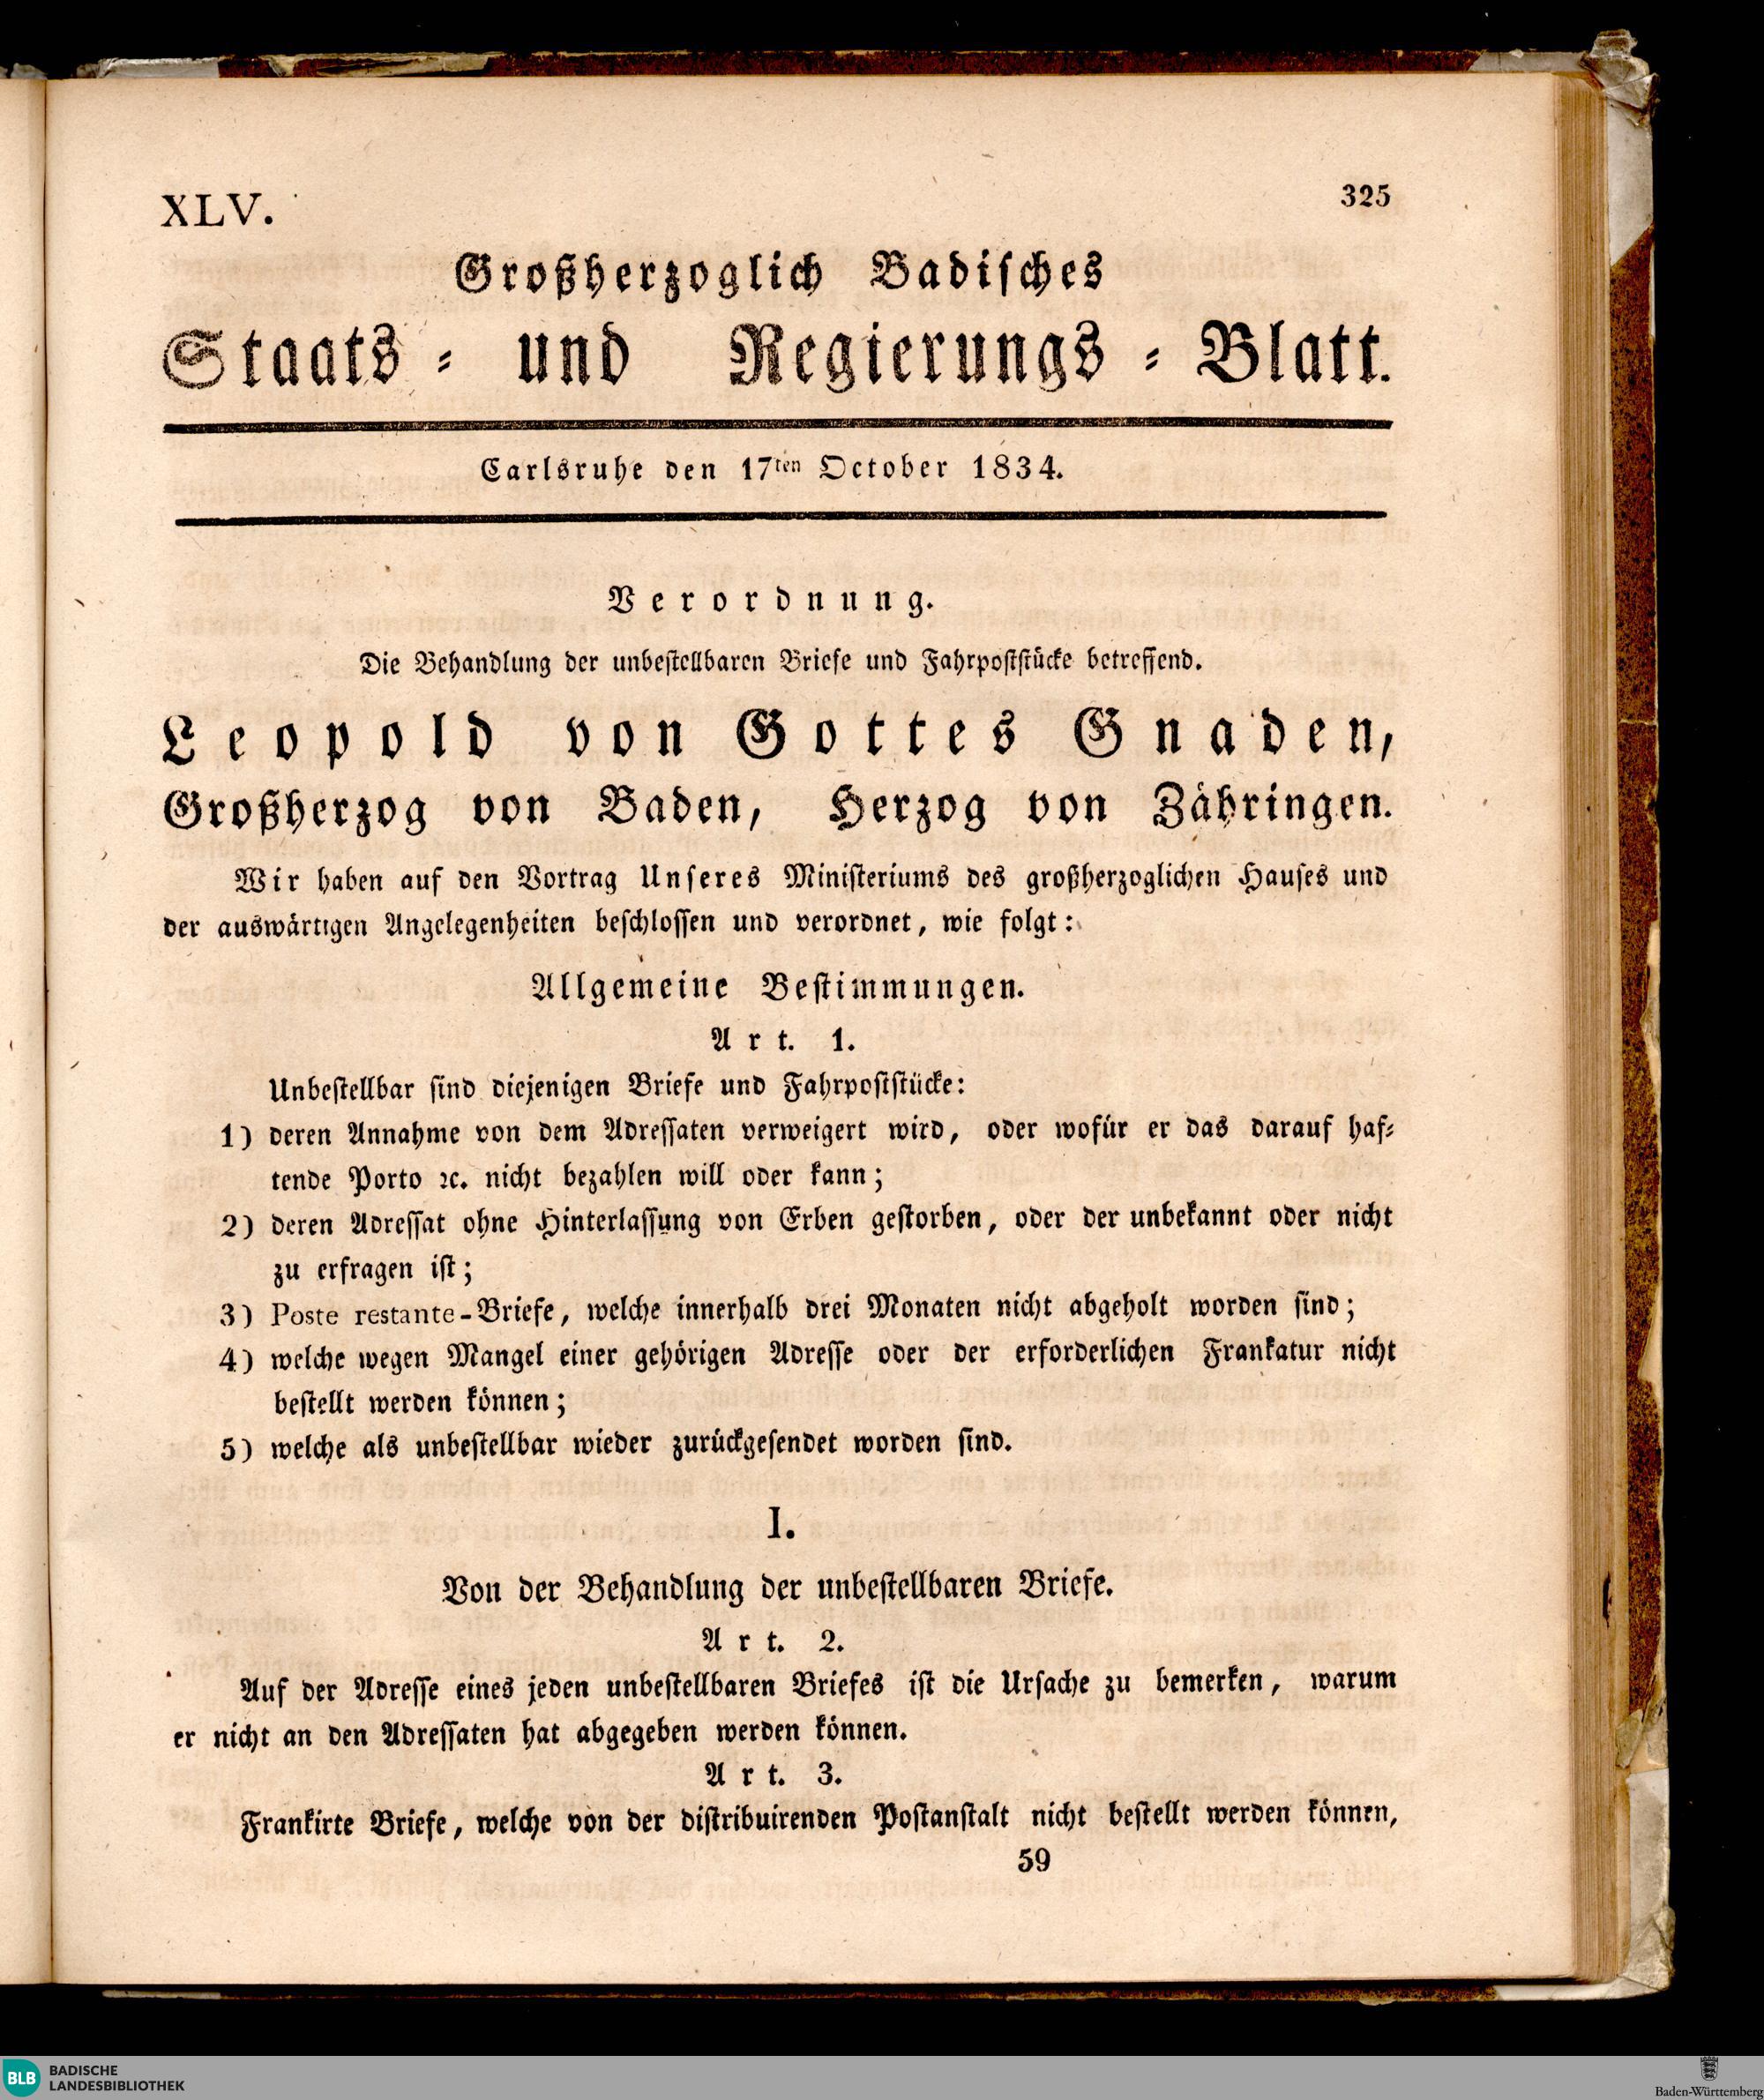 XLV.
325
Großherzoglich Badisches
Staats- und Regierungs-Blatt.
Carlsruhe den 17ten October 1834.
Verordnung.
Die Behandlung der unbestellbaren Briefe und Fahrpoststücke betreffend.
Leopold von Gottes Gnaden,
Großherzog von Baden, Herzog von Zähringen.
Wir haben auf den Vortrag Unseres Ministeriums des großherzoglichen Hauses und
der auswärtigen Angelegenheiten beschlossen und verordnet, wie folgt:
Allgemeine Bestimmungen.
Art. 1.
Unbestellbar sind diejenigen Briefe und Fahrpoststücke:
1) deren Annahme von dem Adressaten verweigert wird, oder wofür er das darauf haf-
tende Porto ꝛc. nicht bezahlen will oder kann;
2) deren Adressat ohne Hinterlassung von Erben gestorben, oder der unbekannt oder nicht
zu erfragen ist;
3) Poste restante-Briefe, welche innerhalb drei Monaten nicht abgeholt worden sind;
4) welche wegen Mangel einer gehörigen Adresse oder der erforderlichen Frankatur nicht
bestellt werden können;
5) welche als unbestellbar wieder zurückgesendet worden sind.
I.
Von der Behandlung der unbestellbaren Briefe.
Art. 2.
Auf der Adresse eines jeden unbestellbaren Briefes ist die Ursache zu bemerken, warum
er nicht an den Adressaten hat abgegeben werden können.
Art. 3.
Frankirte Briefe, welche von der distribuirenden Postanstalt nicht bestellt werden können,
59
BLB BADISCHE
LANDESBIBLIOTHEK
Baden-Württemberg